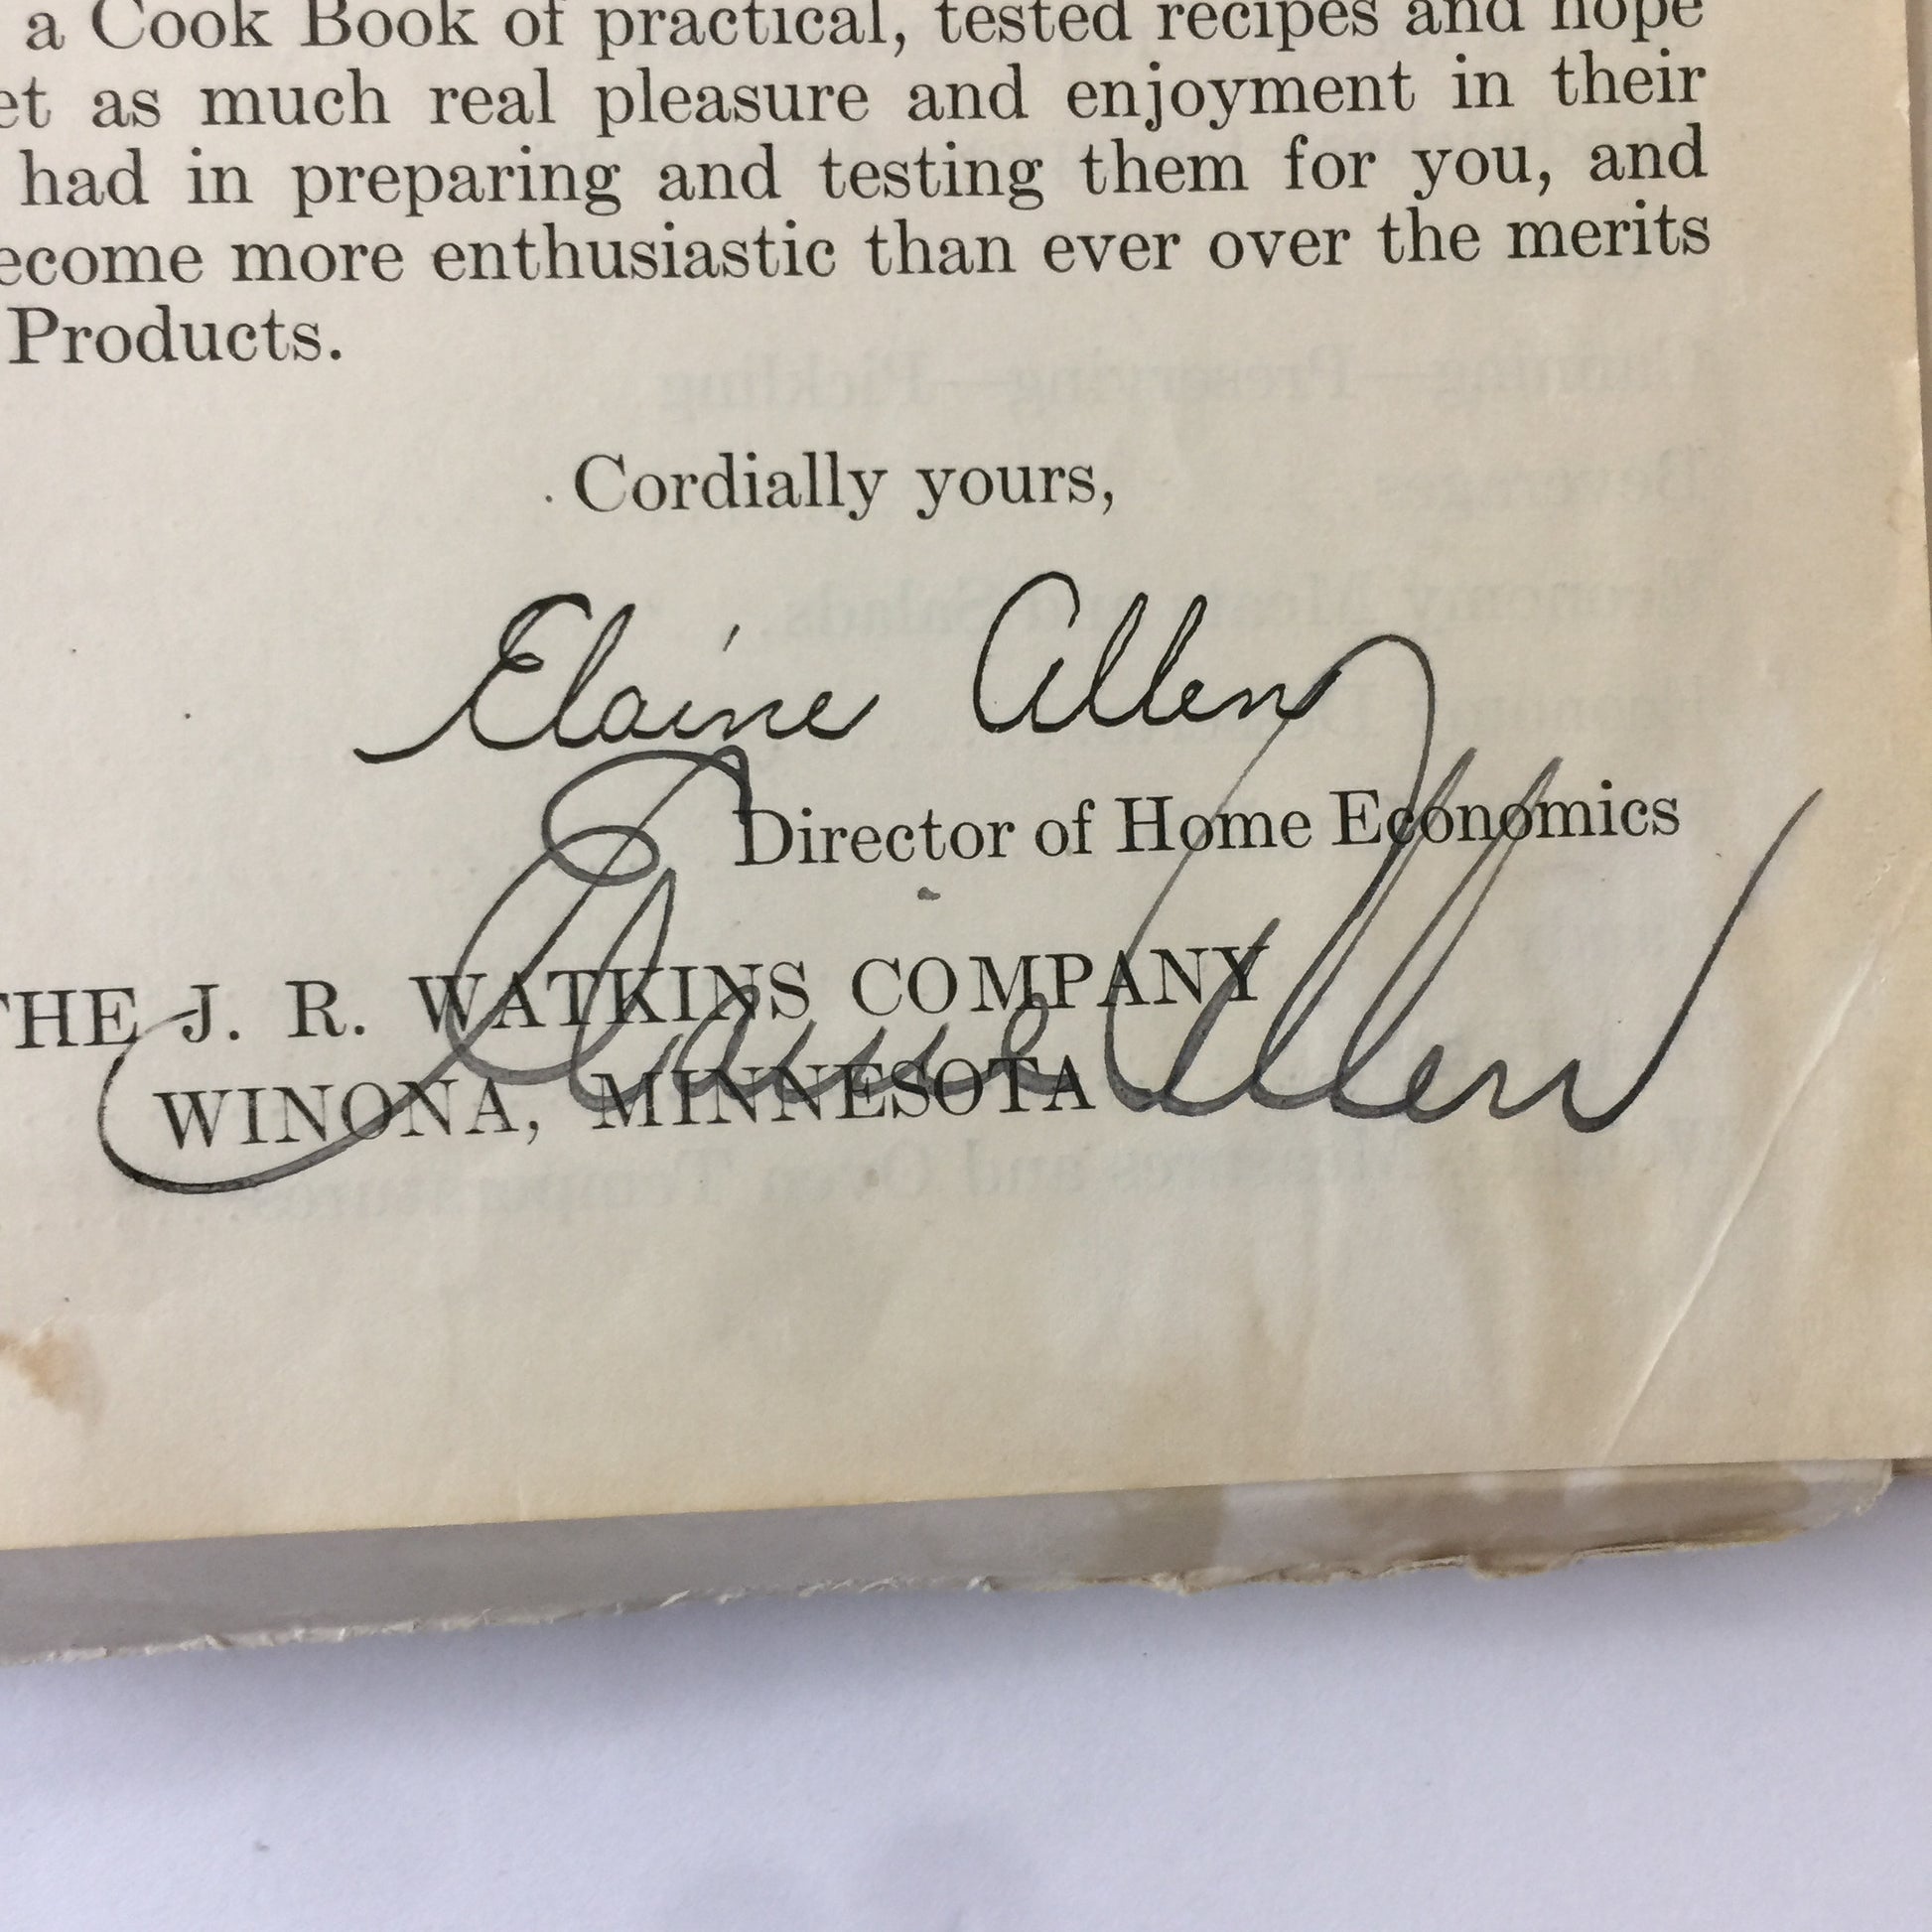 a Cook Book of practical, tested recipes and hope
et as much real pleasure and enjoyment in their
had in preparing and testing them for you, and
ecome more enthusiastic than ever over the merits
Products.
Cordially yours,
Elaine Allen
Director of Home Economics
THE J. R. WATKINS COMPANY
WINONA, MINNESOTA
Elaine Allen